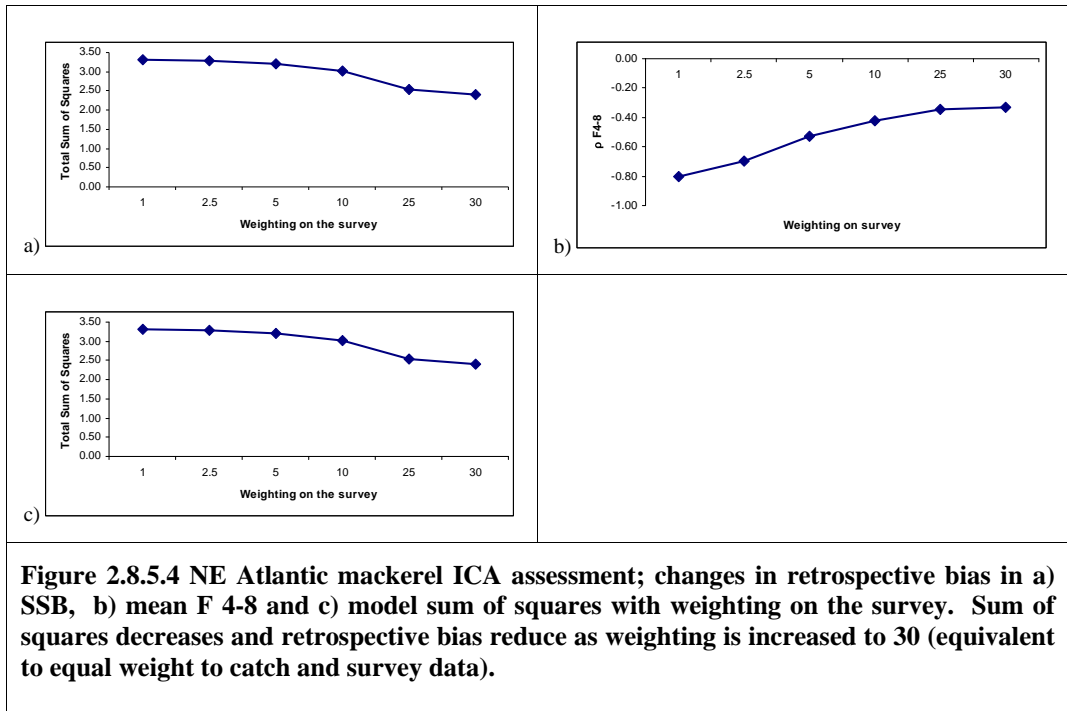 3.50
3.00
2.50
2.00
1.50
1.00
0.50
0.00
Total Sum of Squares
1 2.5 5 10 25 30
Weighting on the survey
a)
0.00
-0.20
-0.40
-0.60
-0.80
-1.00
ρ F4-8
1 2.5 5 10 25 30
Weighting on survey
b)
3.50
3.00
2.50
2.00
1.50
1.00
0.50
0.00
Total Sum of Squares
1 2.5 5 10 25 30
Weighting on the survey
c)
Figure 2.8.5.4 NE Atlantic mackerel ICA assessment; changes in retrospective bias in a)
SSB, b) mean F 4-8 and c) model sum of squares with weighting on the survey. Sum of
squares decreases and retrospective bias reduce as weighting is increased to 30 (equivalent
to equal weight to catch and survey data).